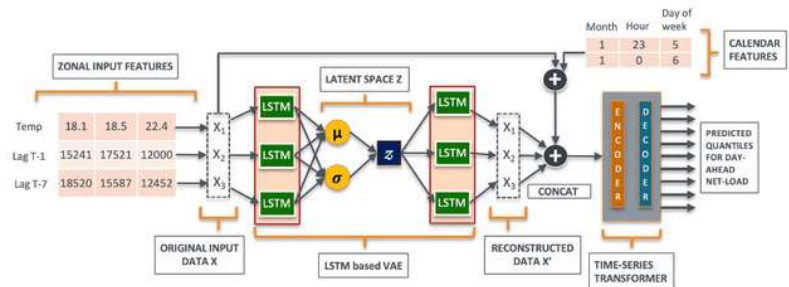 Month Hour Day of week
1 23 5
1 0 6
CALENDAR
FEATURES
ZONAL INPUT FEATURES
LATENT SPACE Z
Temp 18.1 18.5 22.4
Lag T-1 15241 17521 12000
Lag T-7 18520 15587 12452
X1
X2
X3
LSTM
LSTM
LSTM
μ
σ
z
LSTM
LSTM
LSTM
X1
X2
X3
+
+
CONCAT
ENCODER
DECODER
PREDICTED
QUANTILES
FOR DAY-
AHEAD
NET-LOAD
ORIGINAL INPUT
DATA X
LSTM based VAE
RECONSTRUCTED
DATA X'
TIME-SERIES
TRANSFORMER